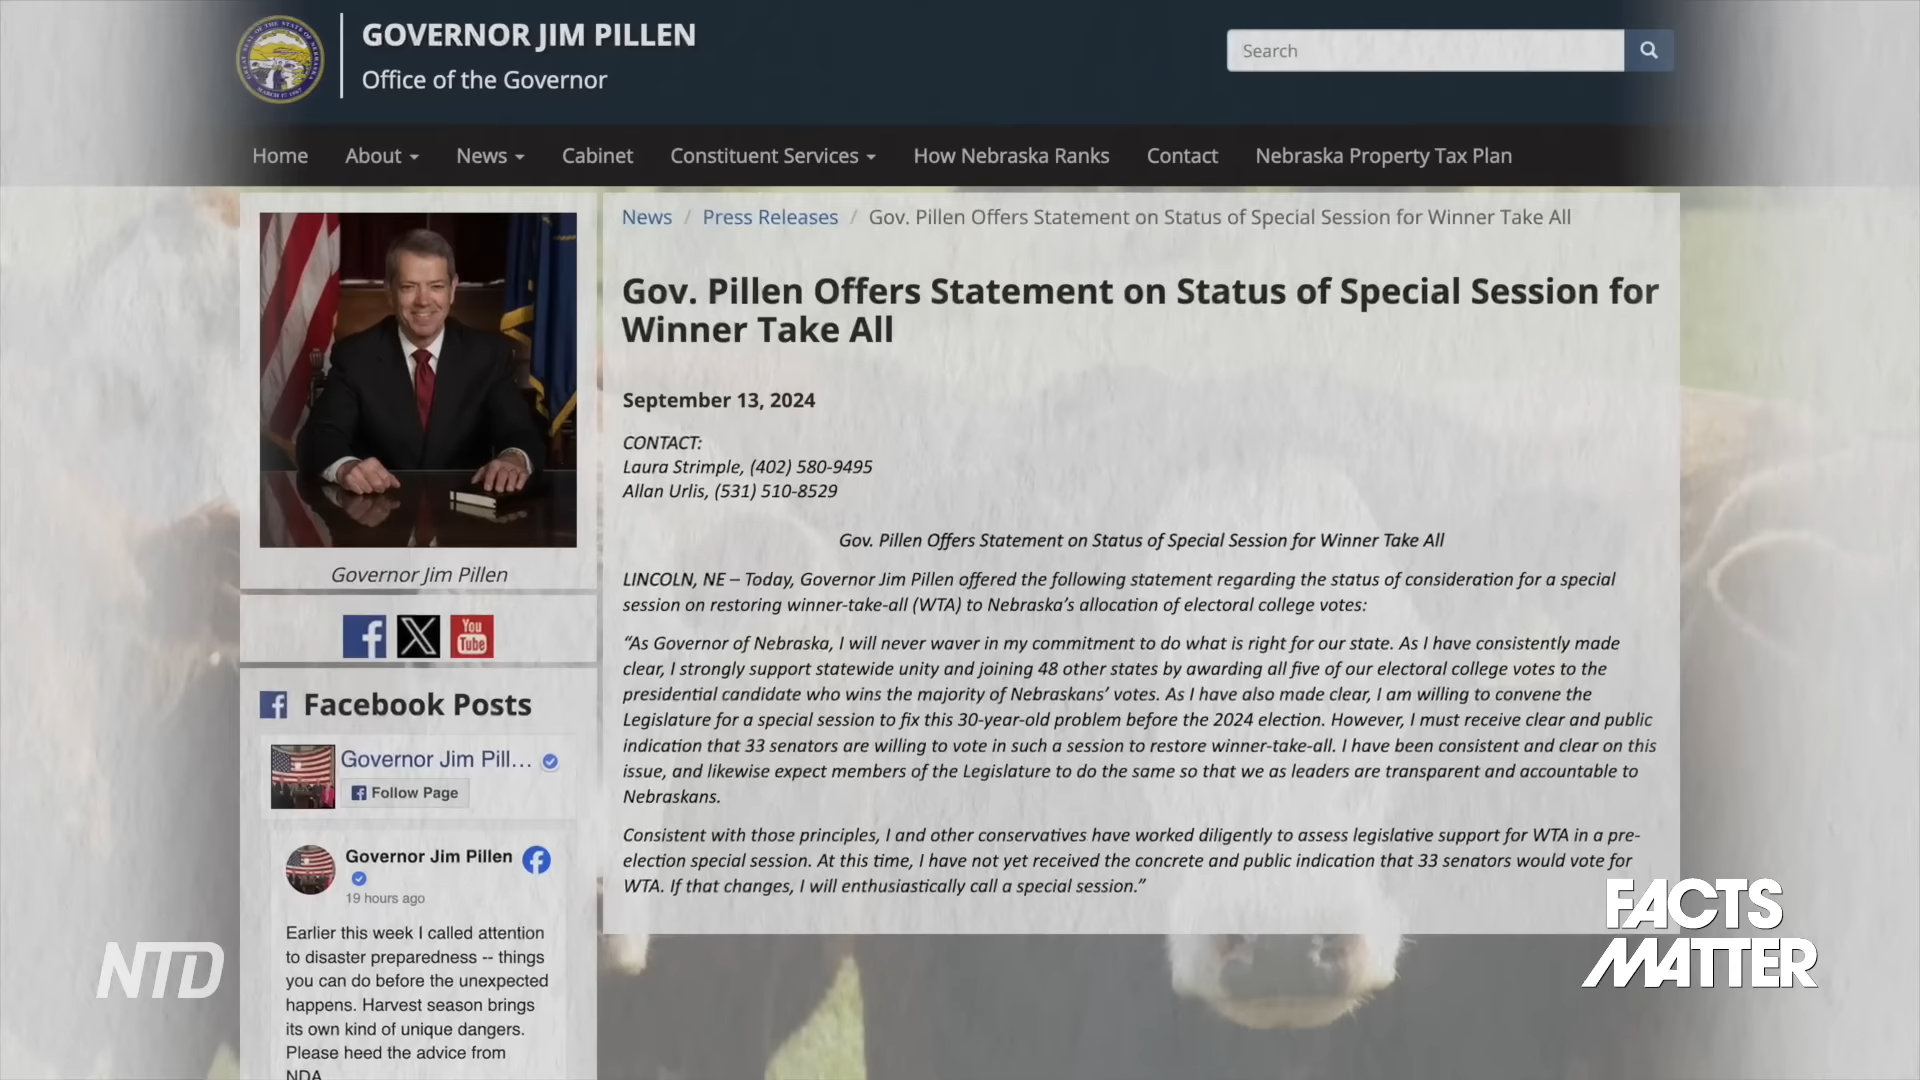 GOVERNOR JIM PILLEN
Office of the Governor
Search
Home
About
News
Cabinet
Constituent Services
How Nebraska Ranks
Contact
Nebraska Property Tax Plan
Governor Jim Pillen
You
Tube
Facebook Posts
Governor Jim Pill...
Follow Page
Governor Jim Pillen
19 hours ago
Earlier this week I called attention
to disaster preparedness -- things
you can do before the unexpected
happens. Harvest season brings
its own kind of unique dangers.
Please heed the advice from
NDA
News / Press Releases / Gov. Pillen Offers Statement on Status of Special Session for Winner Take All
Gov. Pillen Offers Statement on Status of Special Session for
Winner Take All
September 13, 2024
CONTACT:
Laura Strimple, (402) 580-9495
Allan Urlis, (531) 510-8529
Gov. Pillen Offers Statement on Status of Special Session for Winner Take All
LINCOLN, NE – Today, Governor Jim Pillen offered the following statement regarding the status of consideration for a special
session on restoring winner-take-all (WTA) to Nebraska's allocation of electoral college votes:
“As Governor of Nebraska, I will never waver in my commitment to do what is right for our state. As I have consistently made
clear, I strongly support statewide unity and joining 48 other states by awarding all five of our electoral college votes to the
presidential candidate who wins the majority of Nebraskans' votes. As I have also made clear, I am willing to convene the
Legislature for a special session to fix this 30-year-old problem before the 2024 election. However, I must receive clear and public
indication that 33 senators are willing to vote in such a session to restore winner-take-all. I have been consistent and clear on this
issue, and likewise expect members of the Legislature to do the same so that we as leaders are transparent and accountable to
Nebraskans.
Consistent with those principles, I and other conservatives have worked diligently to assess legislative support for WTA in a pre-
election special session. At this time, I have not yet received the concrete and public indication that 33 senators would vote for
WTA. If that changes, I will enthusiastically call a special session.”
NTD
FACTS
MATTER